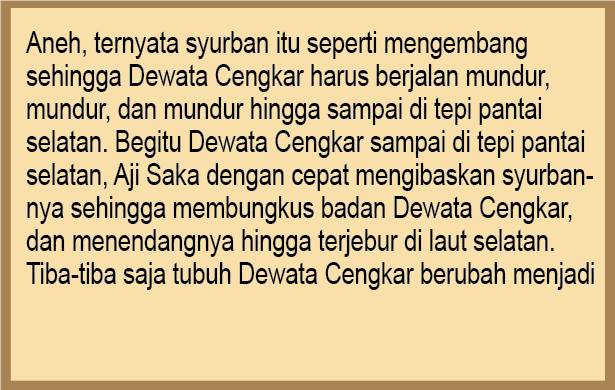 Aneh, ternyata syurban itu seperti mengembang
sehingga Dewata Cengkar harus berjalan mundur,
mundur, dan mundur hingga sampai di tepi pantai
selatan. Begitu Dewata Cengkar sampai di tepi pantai
selatan, Aji Saka dengan cepat mengibaskan syurban-
nya sehingga membungkus badan Dewata Cengkar,
dan menendangnya hingga terjebur di laut selatan.
Tiba-tiba saja tubuh Dewata Cengkar berubah menjadi